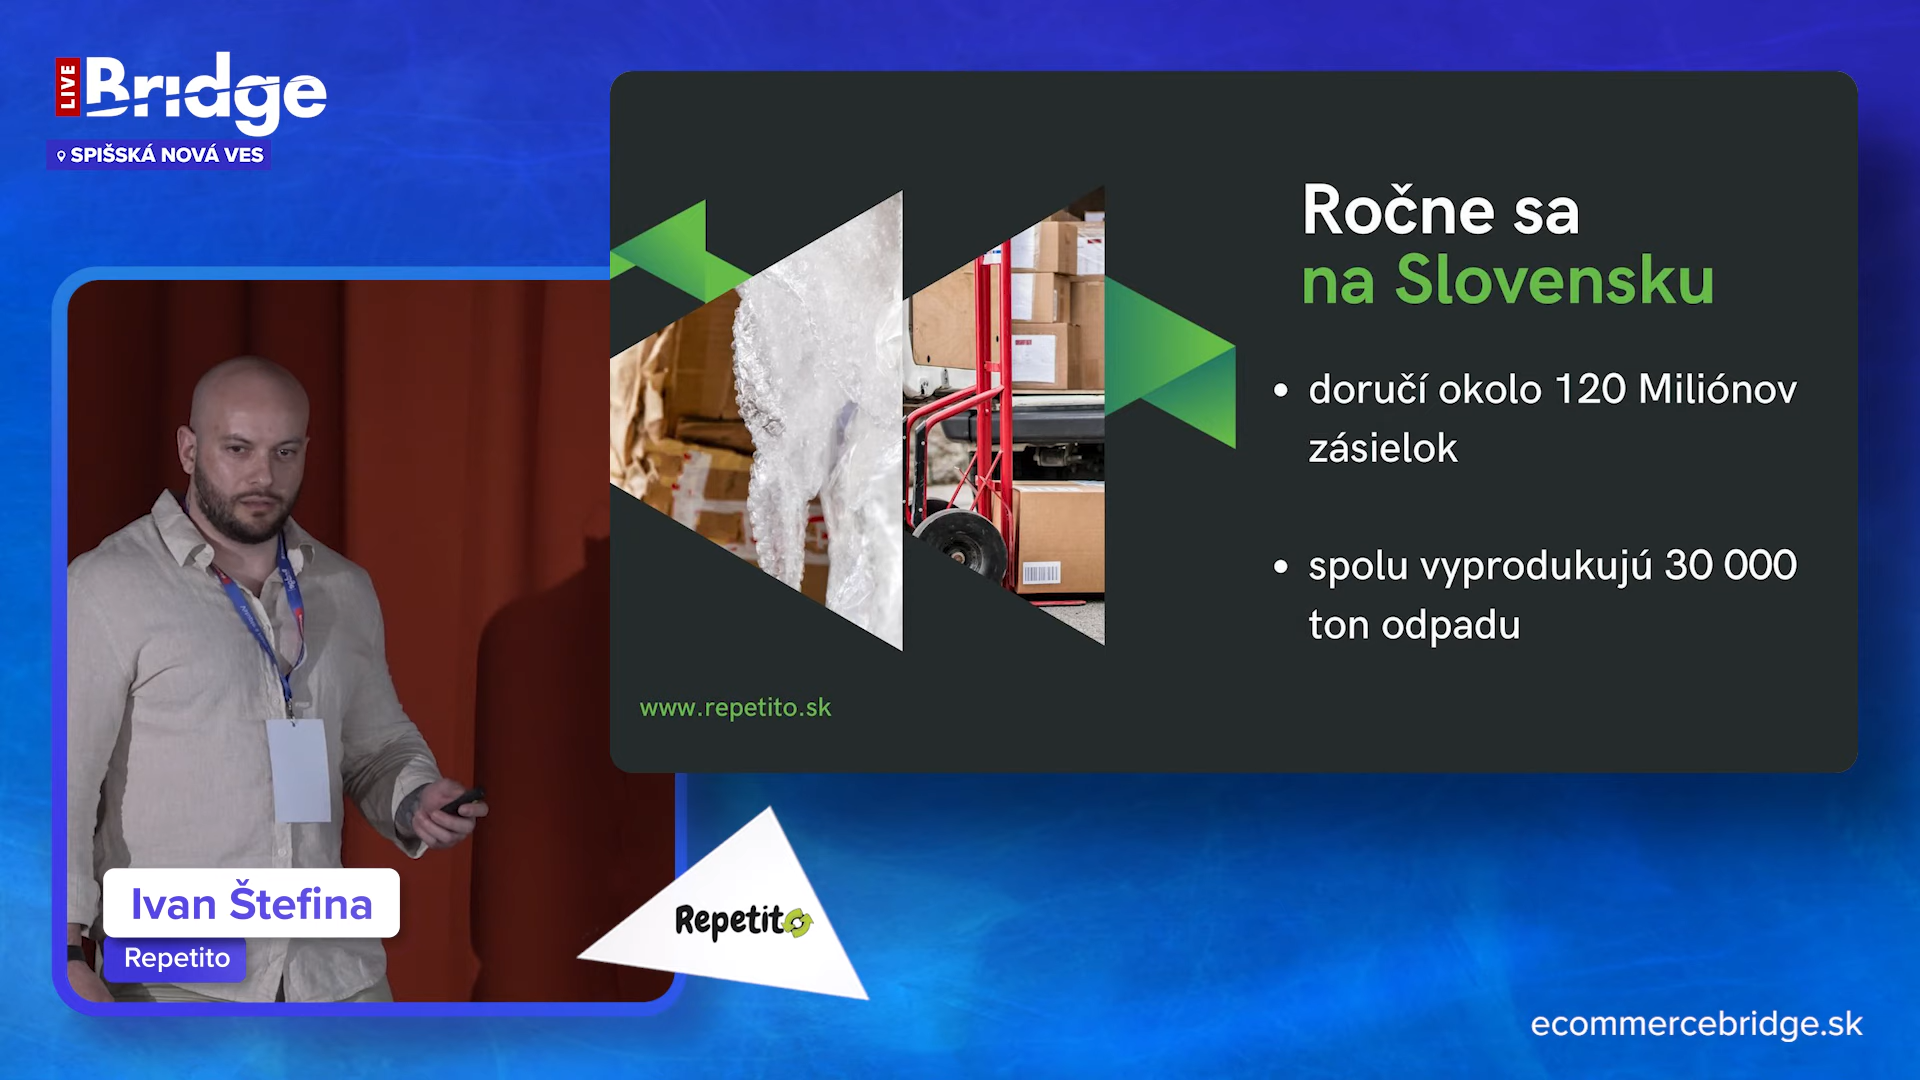 LIVE Bridge
SPIŠSKÁ NOVÁ VES
Ročne sa
na Slovensku
• doručí okolo 120 Miliónov
zásielok
• spolu vyprodukujú 30 000
ton odpadu
www.repetito.sk
Ivan Štefina
Repetito
Repetito
ecommercebridge.sk